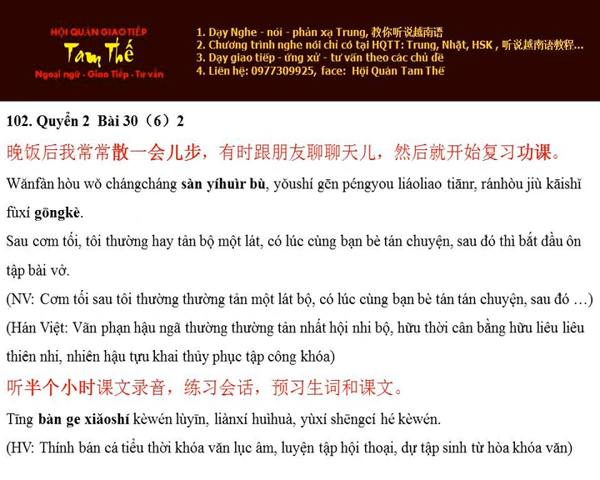 HỘI QUÁN GIAO TIẾP
Tam Thế
Ngoại ngữ - Giao Tiếp - Tư vấn
1. Dạy Nghe - nói - phản xạ Trung, 教你听说越南语
2. Chương trình nghe nói chỉ có tại HQTT: Trung, Nhật, HSK , 听说越南语教程...
3. Dạy giao tiếp - ứng xử - tư vấn theo các chủ đề
4. Liên hệ: 0977309925, face: Hội Quán Tam Thế
102. Quyển 2 Bài 30（6）2
晚饭后我常常散一会儿步，有时跟朋友聊聊天儿，然后就开始复习功课。
Wǎnfàn hòu wǒ chángcháng sàn yíhuìr bù, yǒushí gēn péngyou liáoliao tiānr, ránhòu jiù kāishǐ
fùxí gōngkè.
Sau cơm tối, tôi thường hay tản bộ một lát, có lúc cùng bạn bè tán chuyện, sau đó thì bắt đầu ôn
tập bài vở.
(NV: Cơm tối sau tôi thường thường tản một lát bộ, có lúc cùng bạn bè tán tán chuyện, sau đó …)
(Hán Việt: Vãn phạn hậu ngã thường thường tản nhất hội nhi bộ, hữu thời cân bằng hữu liêu liêu
thiên nhi, nhiên hậu tựu khai thủy phục tập công khóa)
听半个小时课文录音，练习会话，预习生词和课文。
Tīng bàn ge xiǎoshí kèwén lùyīn, liànxí huìhuà, yùxí shēngcí hé kèwén.
(HV: Thính bán cá tiểu thời khóa văn lục âm, luyện tập hội thoại, dự tập sinh từ hòa khóa văn)